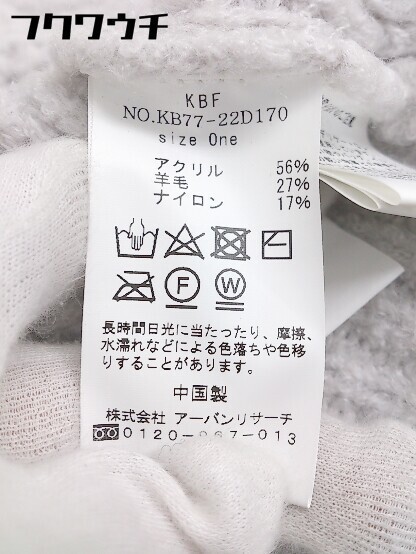 フクワウチ
KBF
NO.KB77-22D170
size One
アクリル 56%
羊毛 27%
ナイロン 17%
F
W
長時間日光に当たったり、摩擦、
水濡れなどによる色落ちや色移
りすることがあります。
中国製
株式会社 アーバンリサーチ
0120-987-013